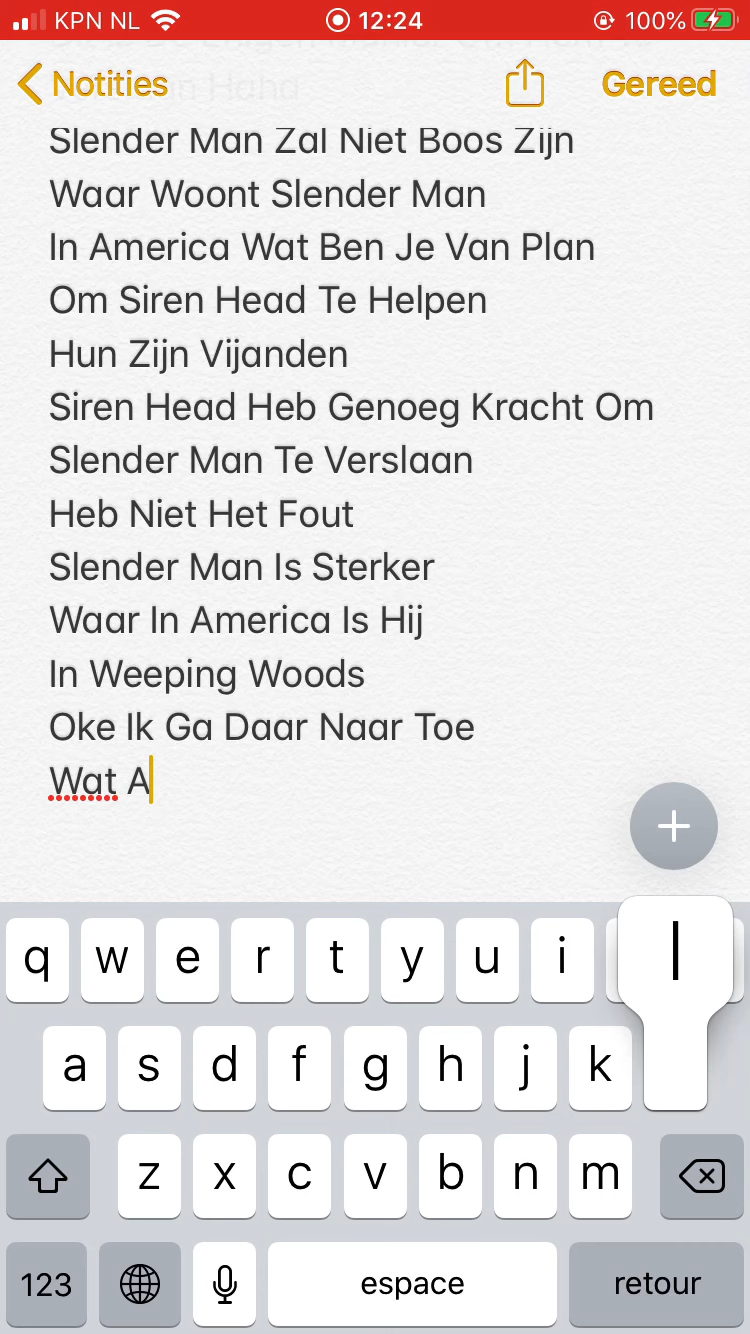 KPN NL 12:24 100%
Notities Gereed
Slender Man Zal Niet Boos Zijn
Waar Woont Slender Man
In America Wat Ben Je Van Plan
Om Siren Head Te Helpen
Hun Zijn Vijanden
Siren Head Heb Genoeg Kracht Om
Slender Man Te Verslaan
Heb Niet Het Fout
Slender Man Is Sterker
Waar In America Is Hij
In Weeping Woods
Oke Ik Ga Daar Naar Toe
Wat A
q w e r t y u i
a s d f g h j k l
z x c v b n m
123 espace retour